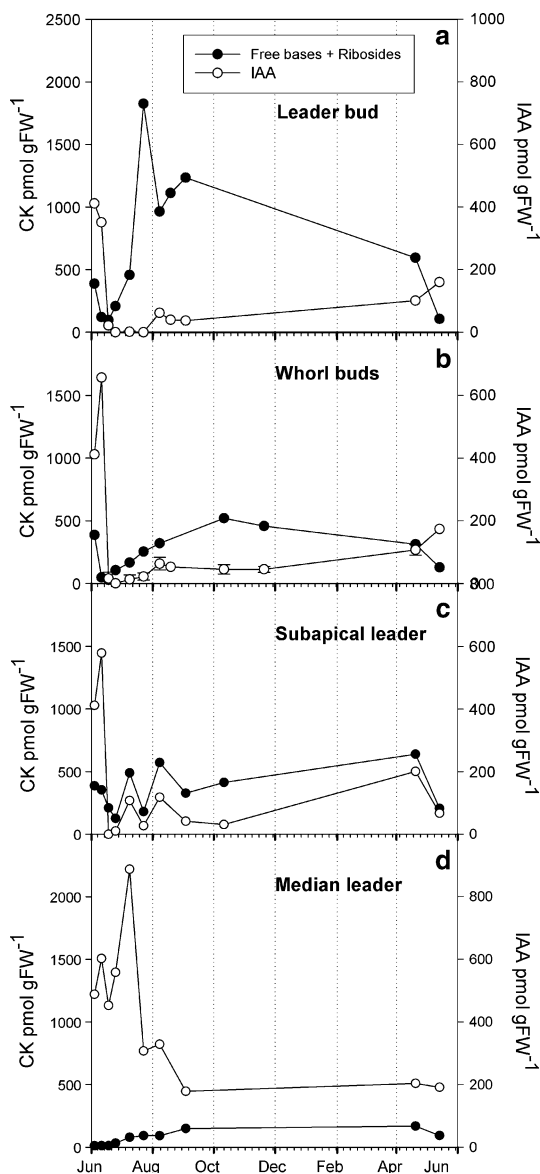 a
Free bases + Ribosides
IAA
Leader bud
2500
2000
1500
1000
500
0
CK pmol gFW-1
1000
800
600
400
200
0
IAA pmol gFW-1
b
Whorl buds
1500
1000
500
0
CK pmol gFW-1
600
400
200
0
IAA pmol gFW-1
c
Subapical leader
1500
1000
500
0
CK pmol gFW-1
800
600
400
200
0
IAA pmol gFW-1
d
Median leader
2000
1500
1000
500
0
CK pmol gFW-1
800
600
400
200
0
IAA pmol gFW-1
Jun Aug Oct Dec Feb Apr Jun